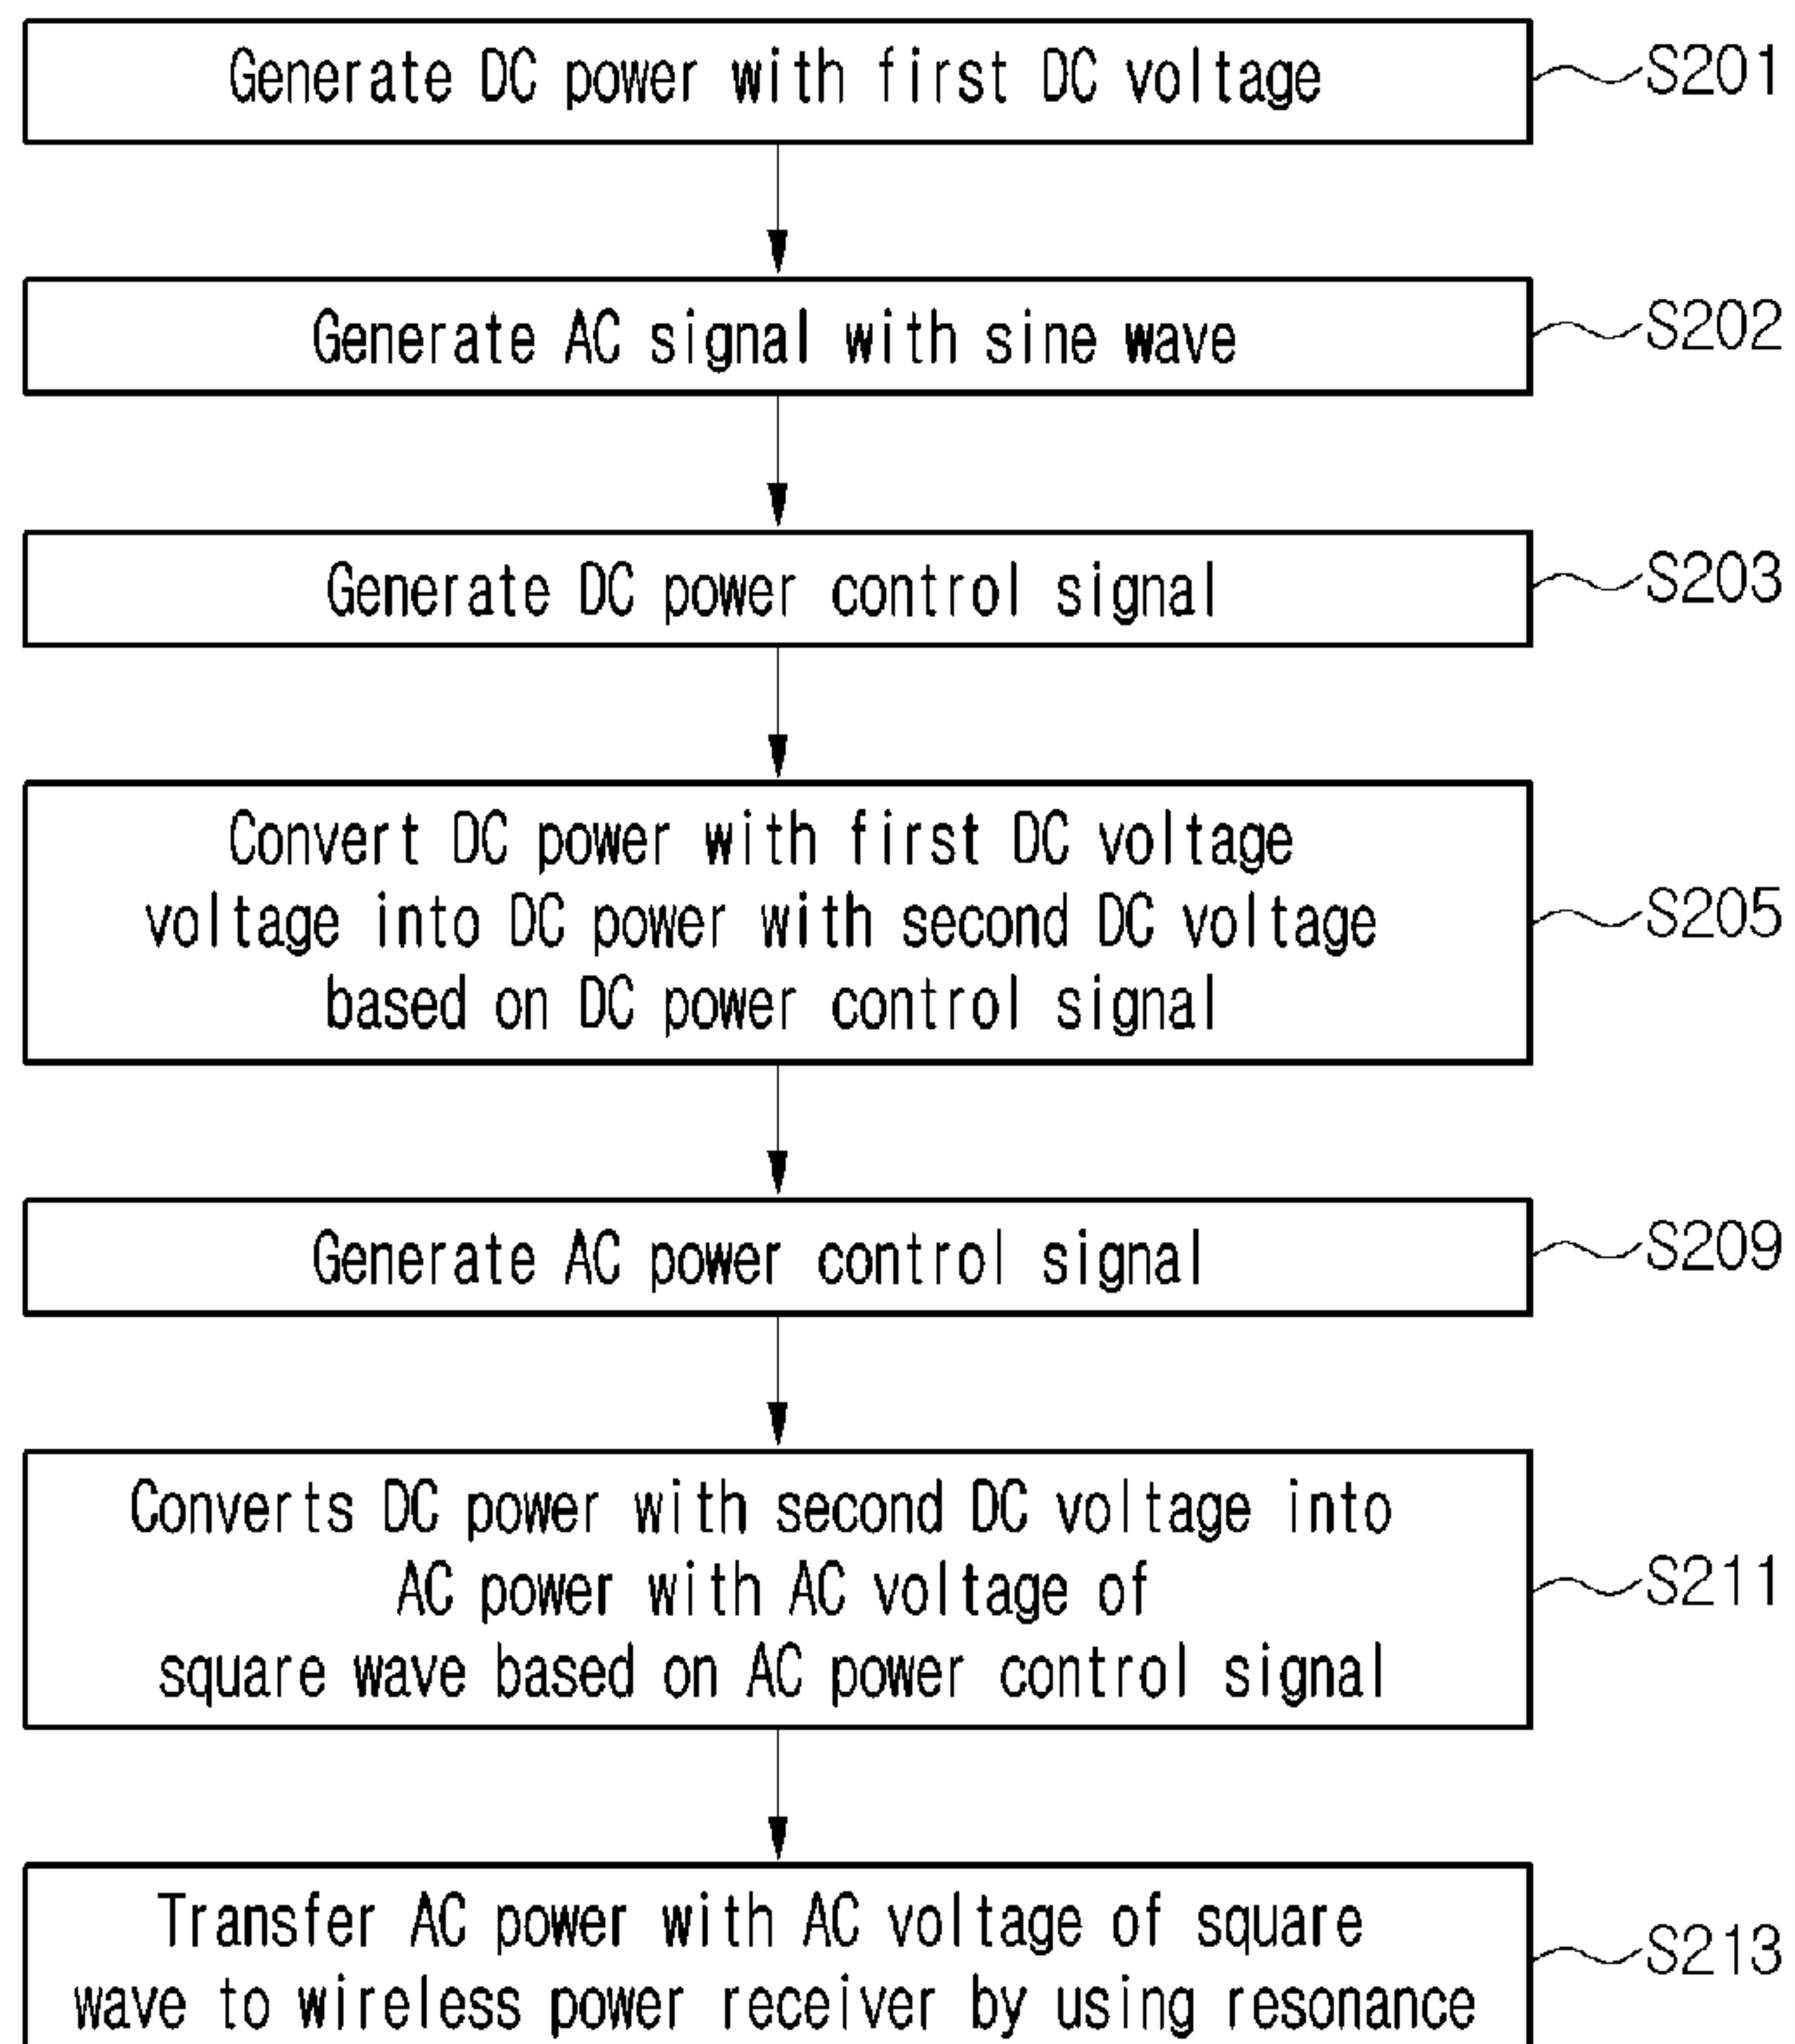 Generate DC power with first DC voltage
S201
Generate AC signal with sine wave
S202
Generate DC power control signal
S203
Convert DC power with first DC voltage
voltage into DC power with second DC voltage
based on DC power control signal
S205
Generate AC power control signal
S209
Converts DC power with second DC voltage into
AC power with AC voltage of
square wave based on AC power control signal
S211
Transfer AC power with AC voltage of square
wave to wireless power receiver by using resonance
S213